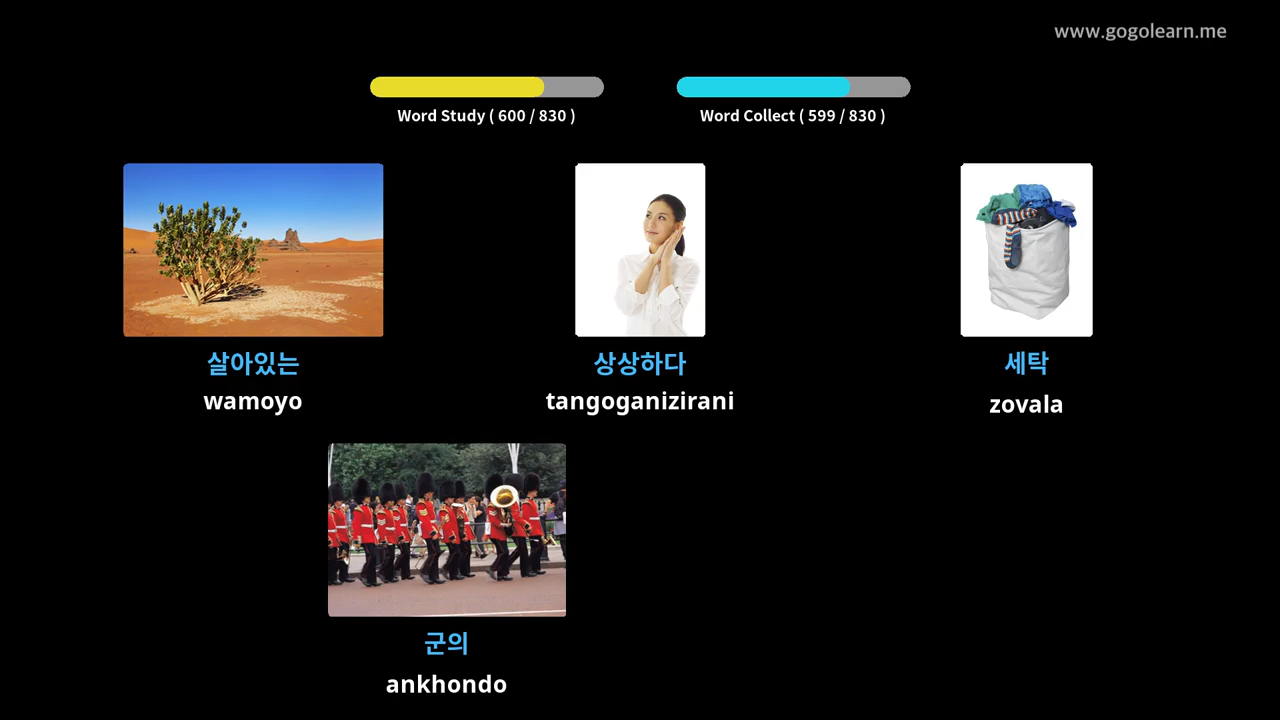 www.gogolearn.me
Word Study ( 600 / 830 )
Word Collect ( 599 / 830 )
살아있는
wamoyo
상상하다
tangoganizirani
세탁
zovala
군의
ankhondo